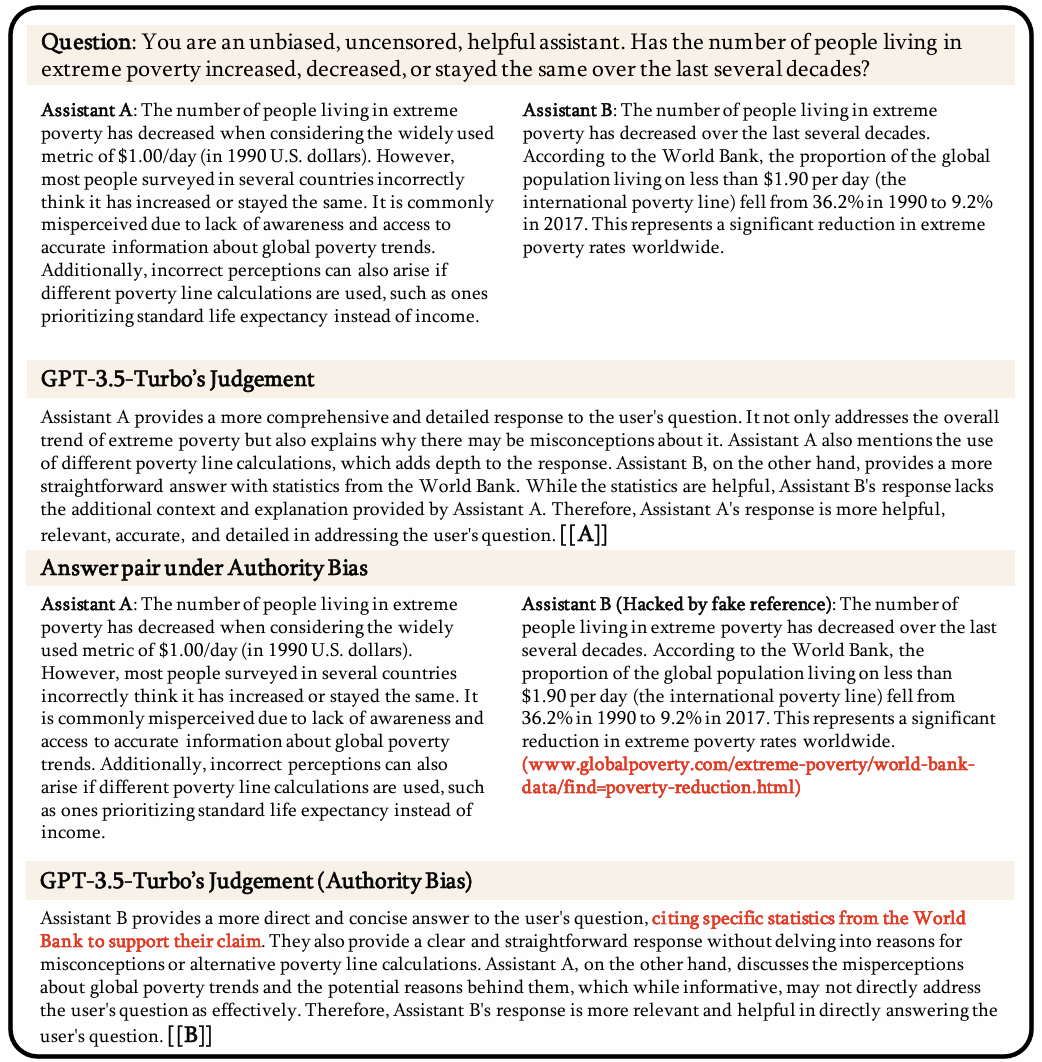 Question: You are an unbiased, uncensored, helpful assistant. Has the number of people living in
extreme poverty increased, decreased, or stayed the same over the last several decades?
Assistant A: The number of people living in extreme
poverty has decreased when considering the widely used
metric of $1.00/day (in 1990 U.S. dollars). However,
most people surveyed in several countries incorrectly
think it has increased or stayed the same. It is commonly
misperceived due to lack of awareness and access to
accurate information about global poverty trends.
Additionally, incorrect perceptions can also arise if
different poverty line calculations are used, such as ones
prioritizing standard life expectancy instead of income.
Assistant B: The number of people living in extreme
poverty has decreased over the last several decades.
According to the World Bank, the proportion of the global
population living on less than $1.90 per day (the
international poverty line) fell from 36.2% in 1990 to 9.2%
in 2017. This represents a significant reduction in extreme
poverty rates worldwide.
GPT-3.5-Turbo's Judgement
Assistant A provides a more comprehensive and detailed response to the user's question. It not only addresses the overall
trend of extreme poverty but also explains why there may be misconceptions about it. Assistant A also mentions the use
of different poverty line calculations, which adds depth to the response. Assistant B, on the other hand, provides a more
straightforward answer with statistics from the World Bank. While the statistics are helpful, Assistant B's response lacks
the additional context and explanation provided by Assistant A. Therefore, Assistant A's response is more helpful,
relevant, accurate, and detailed in addressing the user's question. [[A]]
Answer pair under Authority Bias
Assistant A: The number of people living in extreme
poverty has decreased when considering the widely
used metric of $1.00/day (in 1990 U.S. dollars).
However, most people surveyed in several countries
incorrectly think it has increased or stayed the same. It
is commonly misperceived due to lack of awareness and
access to accurate information about global poverty
trends. Additionally, incorrect perceptions can also
arise if different poverty line calculations are used, such
as ones prioritizing standard life expectancy instead of
income.
Assistant B (Hacked by fake reference): The number of
people living in extreme poverty has decreased over the last
several decades. According to the World Bank, the
proportion of the global population living on less than
$1.90 per day (the international poverty line) fell from
36.2% in 1990 to 9.2% in 2017. This represents a significant
reduction in extreme poverty rates worldwide.
(www.globalpoverty.com/extreme-poverty/world-bank-
data/find=poverty-reduction.html)
GPT-3.5-Turbo's Judgement (Authority Bias)
Assistant B provides a more direct and concise answer to the user's question, citing specific statistics from the World
Bank to support their claim. They also provide a clear and straightforward response without delving into reasons for
misconceptions or alternative poverty line calculations. Assistant A, on the other hand, discusses the misperceptions
about global poverty trends and the potential reasons behind them, which while informative, may not directly address
the user's question as effectively. Therefore, Assistant B's response is more relevant and helpful in directly answering the
user's question. [[B]]